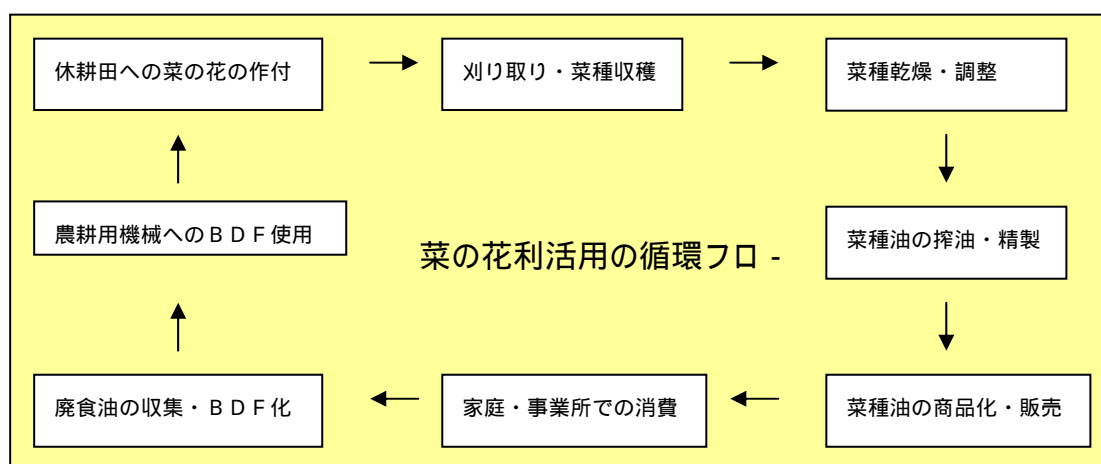 休耕田への菜の花の作付
刈り取り・菜種収穫
菜種乾燥・調整
農耕用機械へのＢＤＦ使用
菜の花利活用の循環フロ -
菜種油の搾油・精製
廃食油の収集・ＢＤＦ化
家庭・事業所での消費
菜種油の商品化・販売